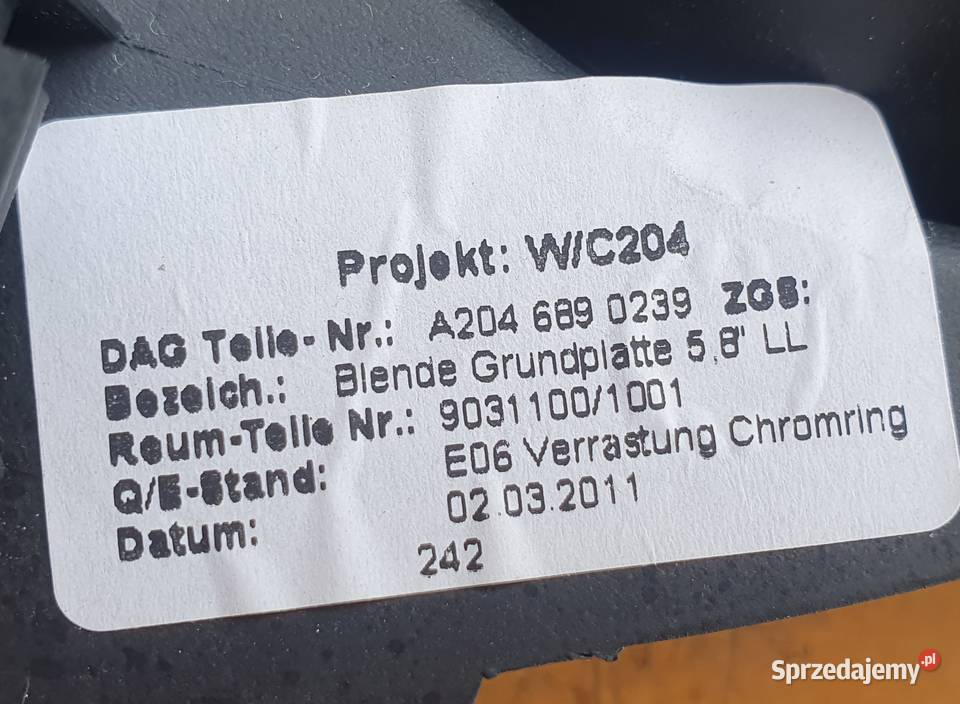 Projekt: W/C204
DAG Teile-Nr.: A204 689 0239 ZGS:
Bezeich.: Blende Grundplatte 5,8" LL
Reum-Teile Nr.: 9031100/1001
Q/E-Stand: E06 Verrastung Chromring
Datum: 02.03.2011
242
Sprzedajemy.pl